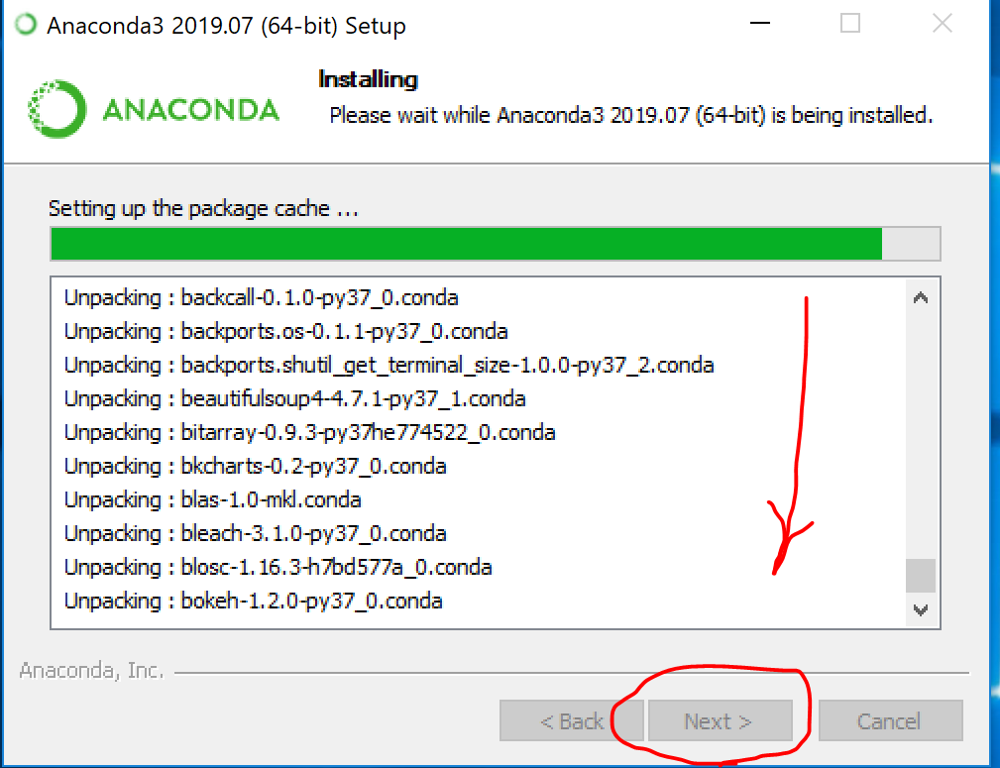 Anaconda3 2019.07 (64-bit) Setup
ANACONDA
Installing
Please wait while Anaconda3 2019.07 (64-bit) is being installed.
Setting up the package cache ...
Unpacking : backcall-0.1.0-py37_0.conda
Unpacking : backports.os-0.1.1-py37_0.conda
Unpacking : backports.shutil_get_terminal_size-1.0.0-py37_2.conda
Unpacking : beautifulsoup4-4.7.1-py37_1.conda
Unpacking : bitarray-0.9.3-py37he774522_0.conda
Unpacking : bkcharts-0.2-py37_0.conda
Unpacking : blas-1.0-mkl.conda
Unpacking : bleach-3.1.0-py37_0.conda
Unpacking : blosc-1.16.3-h7bd577a_0.conda
Unpacking : bokeh-1.2.0-py37_0.conda
Anaconda, Inc.
< Back Next > Cancel